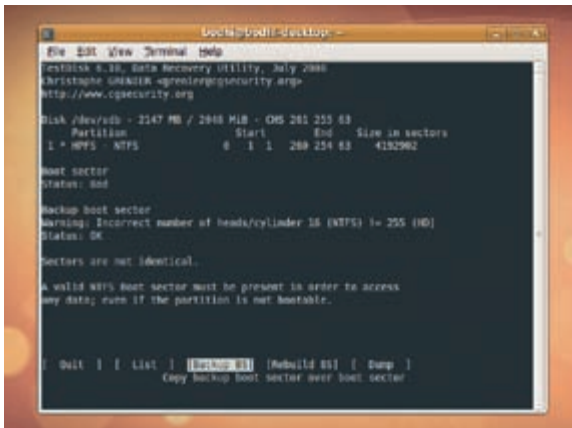 bodhi@bodhi-desktop: ~
File Edit View Terminal Help
TestDisk 6.10, Data Recovery Utility, July 2008
Christophe GRENIER <grenier@cgsecurity.org>
http://www.cgsecurity.org
Disk /dev/sdb - 2147 MB / 2048 MiB - CHS 261 255 63
Partition Start End Size in sectors
1 * HPFS - NTFS 0 1 1 260 254 63 4192902
Boot sector
Status: Bad
Backup boot sector
Warning: Incorrect number of heads/cylinder 16 (NTFS) != 255 (HD)
Status: OK
Sectors are not identical.
A valid NTFS Boot sector must be present in order to access
any data; even if the partition is not bootable.
[ Quit ] [ List ] [Backup BS] [Rebuild BS] [ Dump ]
Copy backup boot sector over boot sector